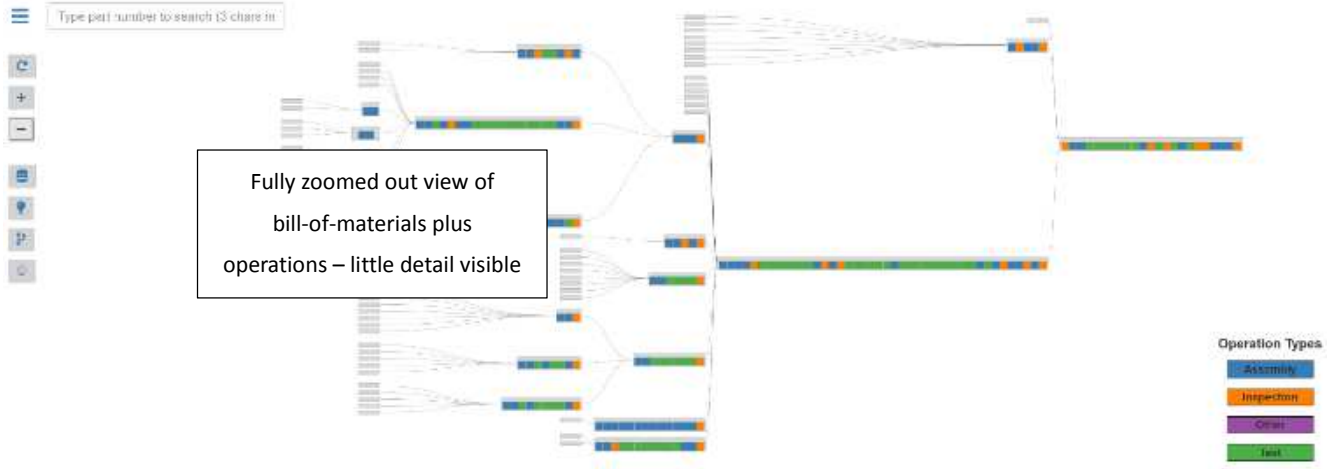 Type part number to search (3 chars m
Fully zoomed out view of
bill-of-materials plus
operations – little detail visible
Operation Types
Assembly
Inspection
Other
Test